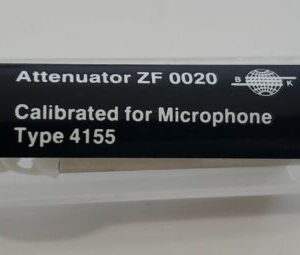 Attenuator ZF 0020
B K
Calibrated for Microphone
Type 4155